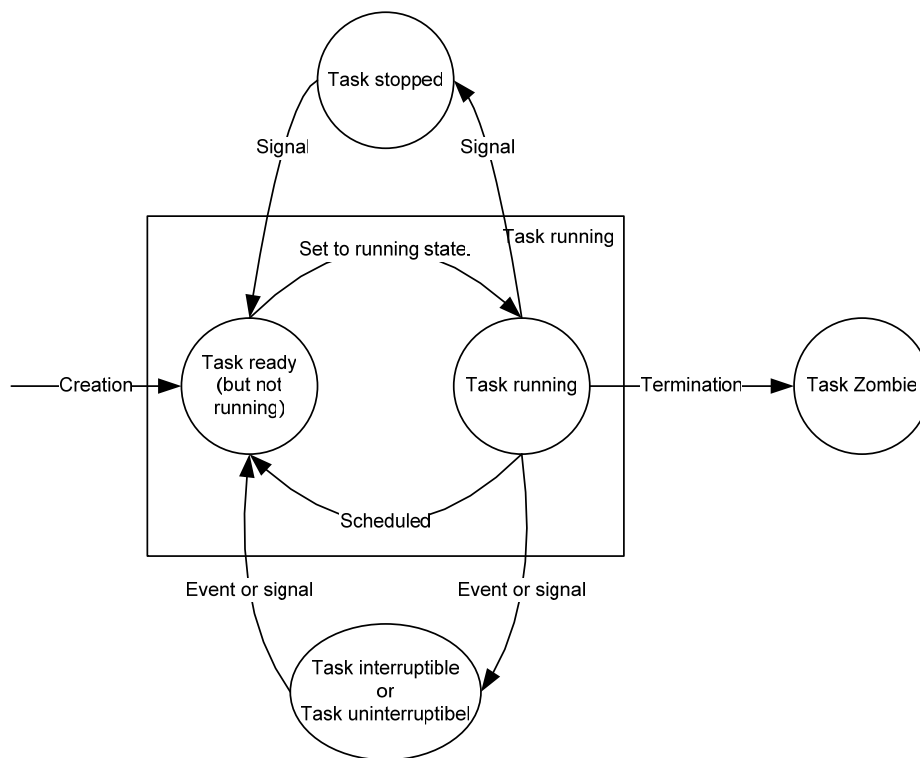 Task stopped
Signal
Signal
Task running
Set to running state.
Task ready
(but not
running)
Creation
Task running
Termination
Task Zombie
Scheduled
Event or signal
Event or signal
Task interruptible
or
Task uninterruptibel